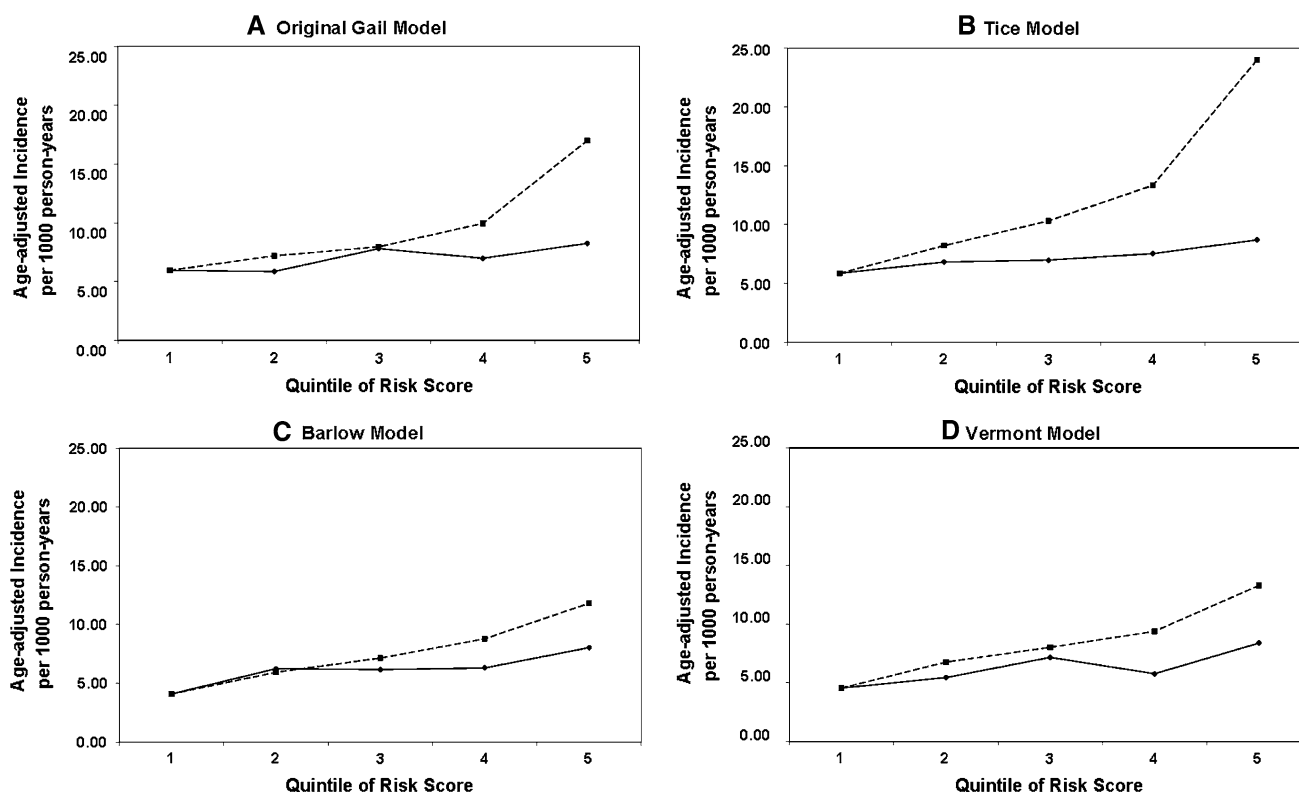 A Original Gail Model
25.00
20.00
15.00
10.00
5.00
0.00
Age-adjusted Incidence
per 1000 person-years
1 2 3 4 5
Quintile of Risk Score
B Tice Model
25.00
20.00
15.00
10.00
5.00
0.00
Age-adjusted Incidence
per 1000 person-years
1 2 3 4 5
Quintile of Risk Score
C Barlow Model
25.00
20.00
15.00
10.00
5.00
0.00
Age-adjusted Incidence
per 1000 person-years
1 2 3 4 5
Quintile of Risk Score
D Vermont Model
25.00
20.00
15.00
10.00
5.00
0.00
Age-adjusted Incidence
per 1000 person-years
1 2 3 4 5
Quintile of Risk Score